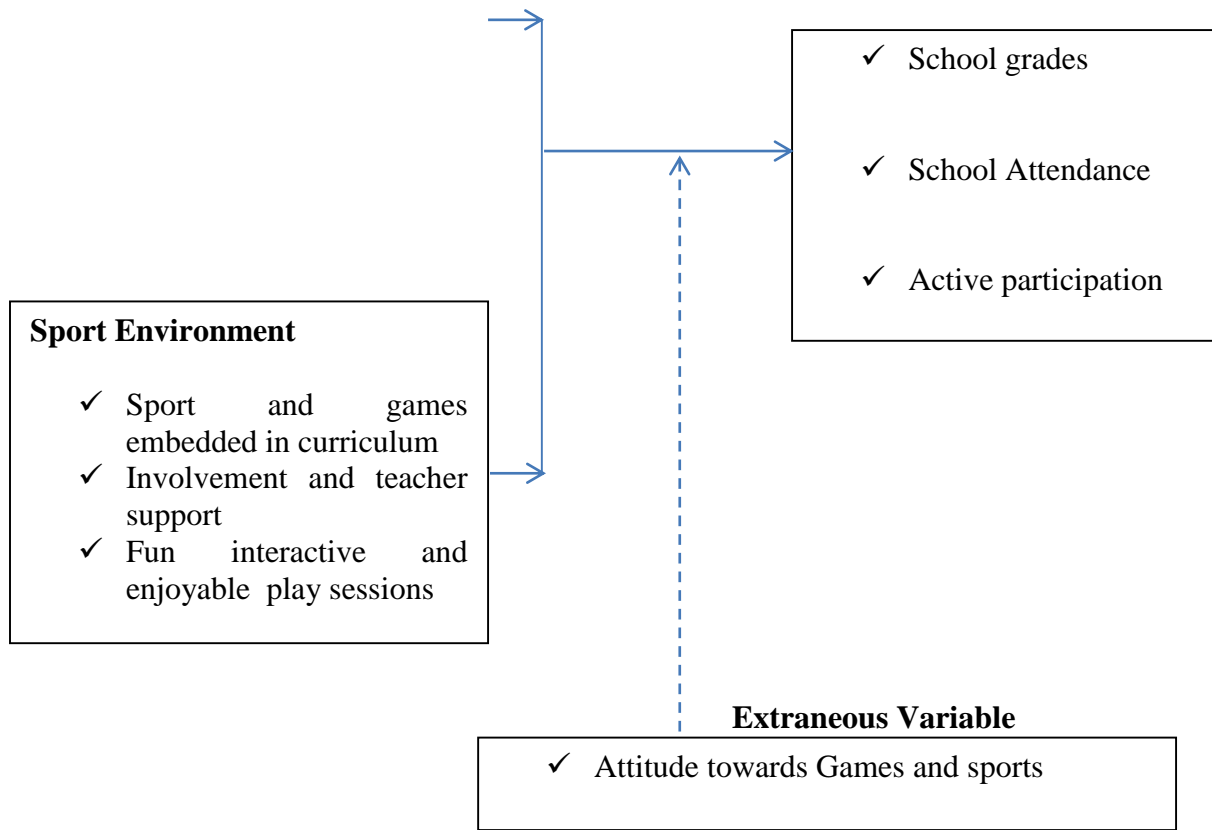 ✓ School grades
✓ School Attendance
✓ Active participation
Sport Environment
✓ Sport and games
embedded in curriculum
✓ Involvement and teacher
support
✓ Fun interactive and
enjoyable play sessions
Extraneous Variable
✓ Attitude towards Games and sports